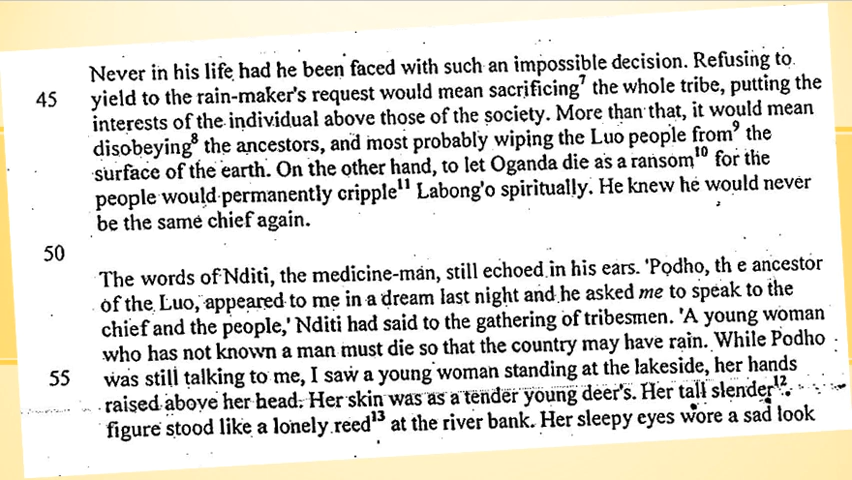 Never in his life had he been faced with such an impossible decision. Refusing to
45 yield to the rain-maker's request would mean sacrificing⁷ the whole tribe, putting the
interests of the individual above those of the society. More than that, it would mean
disobeying⁸ the ancestors, and most probably wiping the Luo people from⁹ the
surface of the earth. On the other hand, to let Oganda die as a ransom¹⁰ for the
people would permanently cripple¹¹ Labong'o spiritually. He knew he would never
be the same chief again.
50
The words of Nditi, the medicine-man, still echoed in his ears. 'Podho, th e ancestor
of the Luo, appeared to me in a dream last night and he asked me to speak to the
chief and the people,' Nditi had said to the gathering of tribesmen. 'A young woman
who has not known a man must die so that the country may have rain. While Podho
55 was still talking to me, I saw a young woman standing at the lakeside, her hands
raised above her head. Her skin was as a tender young deer's. Her tall slender¹²
figure stood like a lonely reed¹³ at the river bank. Her sleepy eyes wore a sad look